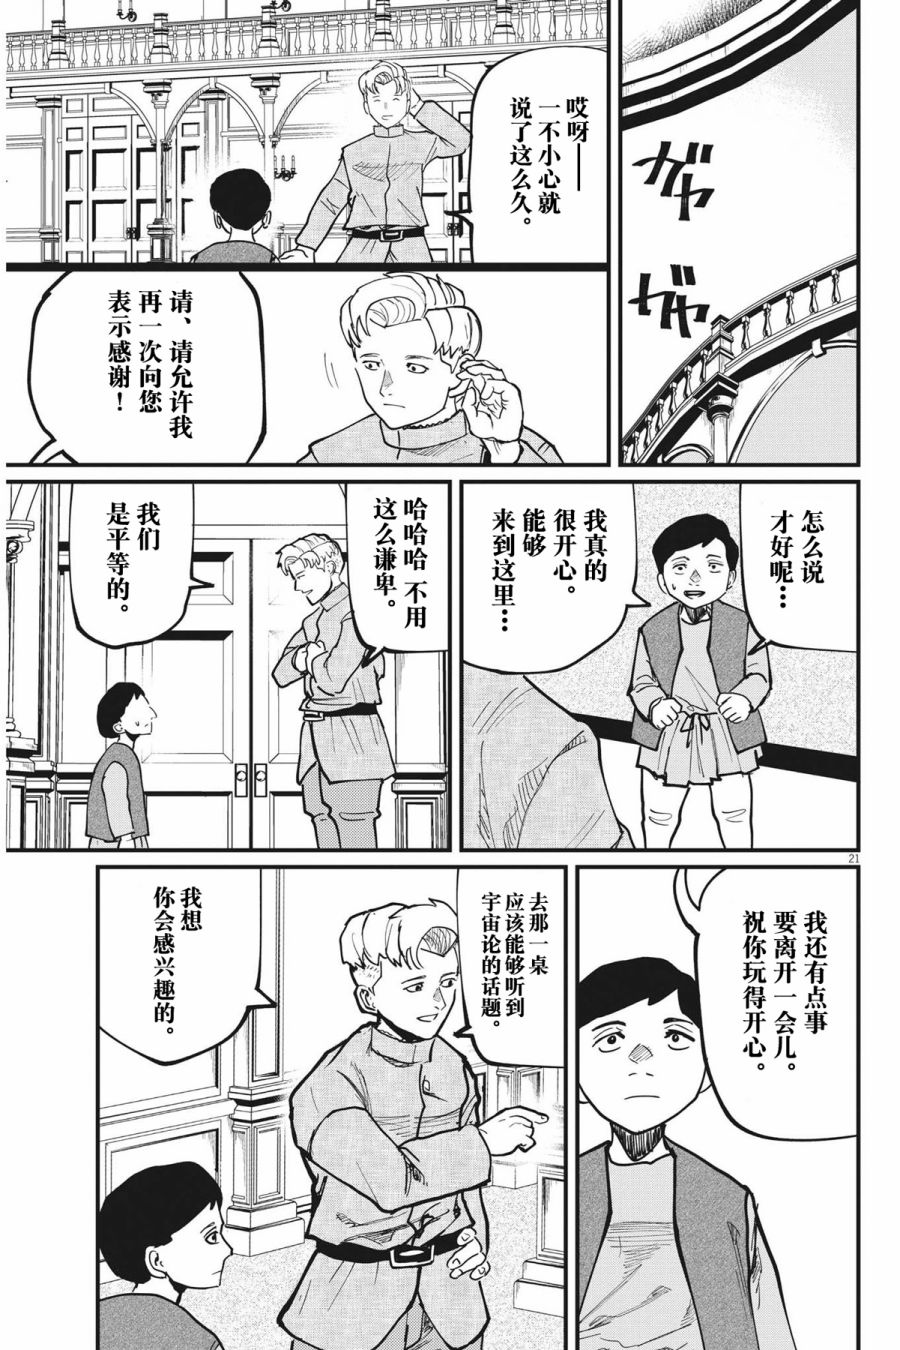 ガヤ
ガヤ
哎呀——
一不小心就
说了这么久。
请、请允许我
再一次向您
表示感谢！
怎么说
才好呢…
我真的
很开心。
能够
来到这里…
哈哈哈 不用
这么谦卑。
我们
是平等的。
21
我还有点事
要离开一会儿。
祝你玩得开心。
去那一桌
应该能够听到
宇宙论的话题。
我想
你会感兴趣的。